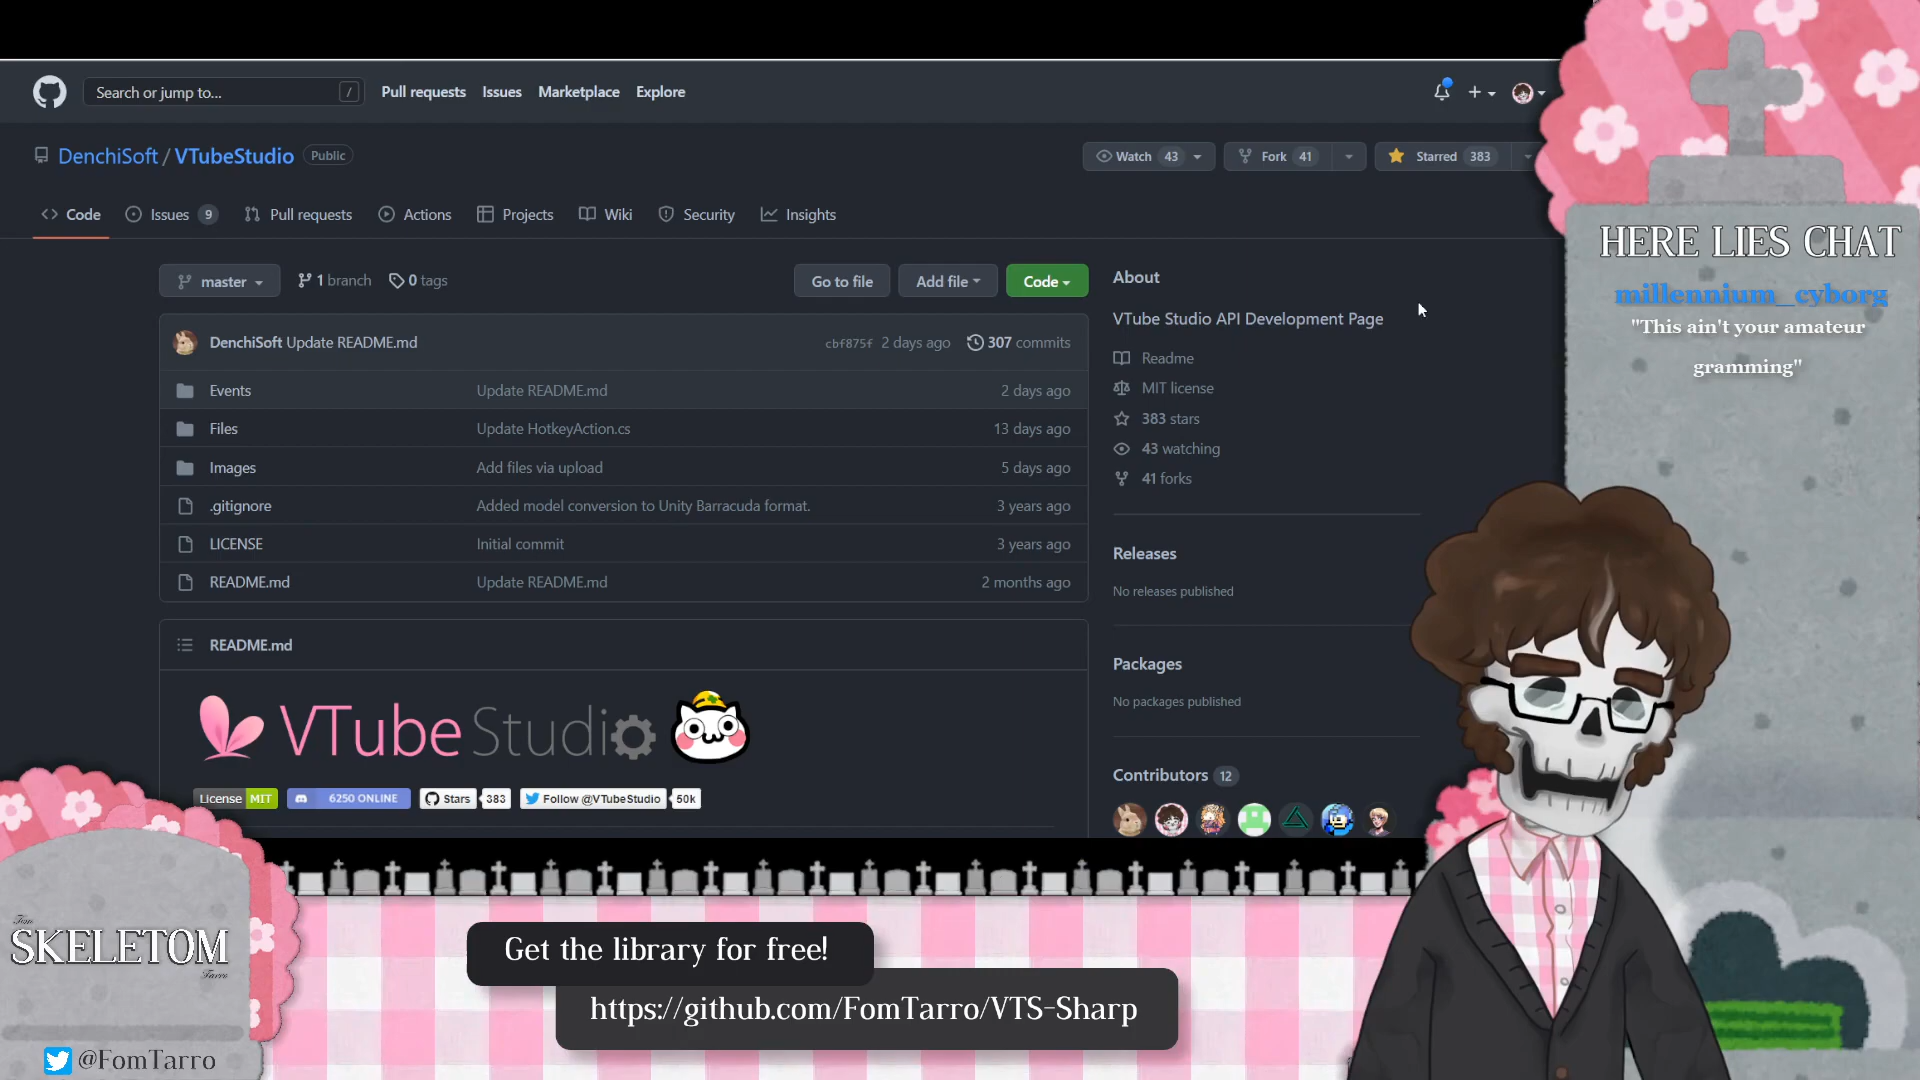 Search or jump to... /
Pull requests Issues Marketplace Explore
DenchiSoft / VTubeStudio Public
Watch 43 Fork 41 Starred 383
Code Issues 9 Pull requests Actions Projects Wiki Security Insights
master 1 branch 0 tags Go to file Add file Code
DenchiSoft Update README.md cbf875f 2 days ago 307 commits
Events Update README.md 2 days ago
Files Update HotkeyAction.cs 13 days ago
Images Add files via upload 5 days ago
.gitignore Added model conversion to Unity Barracuda format. 3 years ago
LICENSE Initial commit 3 years ago
README.md Update README.md 2 months ago
README.md
VTube Studio
License MIT 6250 ONLINE Stars 383 Follow @VTubeStudio 50k
About
VTube Studio API Development Page
Readme
MIT license
383 stars
43 watching
41 forks
Releases
No releases published
Packages
No packages published
Contributors 12
HERE LIES CHAT
millennium_cyborg
"This ain't your amateur
gramming"
Tom
SKELETOM
Tarro
@FomTarro
Get the library for free!
https://github.com/FomTarro/VTS-Sharp